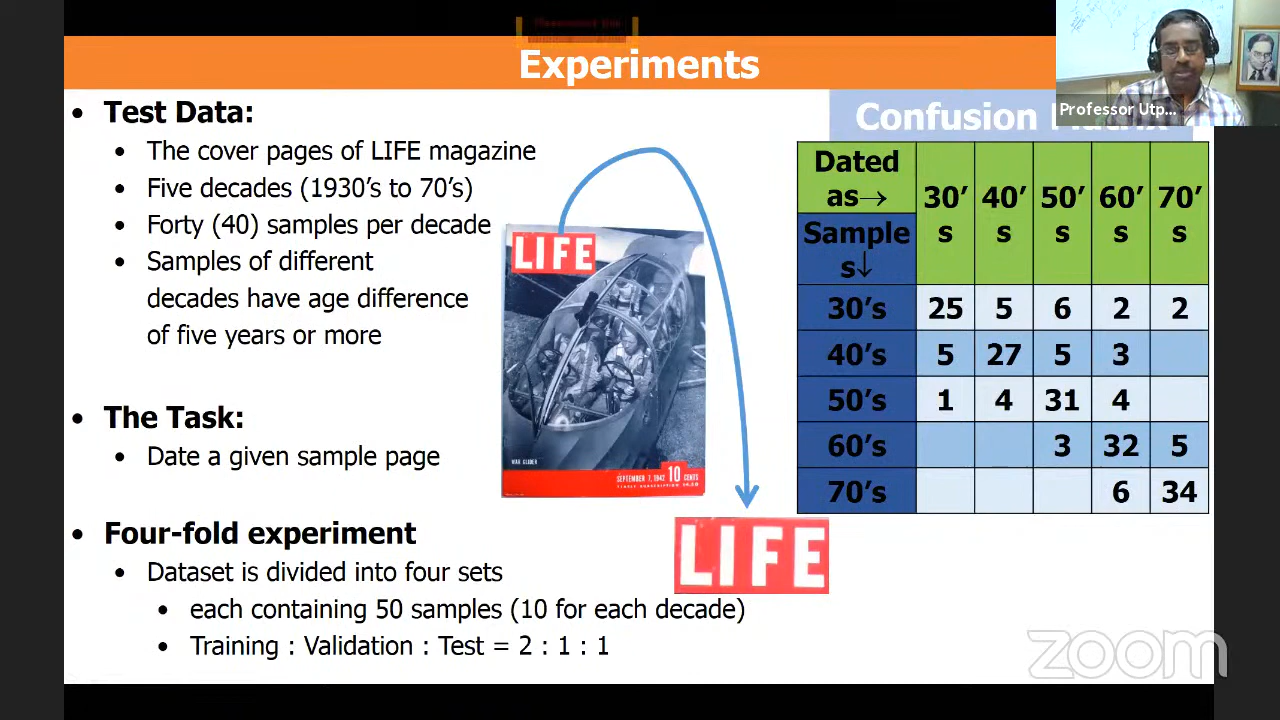 Experiments
• Test Data:
• The cover pages of LIFE magazine
• Five decades (1930's to 70's)
• Forty (40) samples per decade
• Samples of different
decades have age difference
of five years or more
• The Task:
• Date a given sample page
• Four-fold experiment
• Dataset is divided into four sets
• each containing 50 samples (10 for each decade)
• Training : Validation : Test = 2 : 1 : 1
LIFE
WAR GLIDER
SEPTEMBER 7, 1942 10 CENTS
LIFE
Professor Utp...
Confusion
Dated
as→
30'
s
40'
s
50'
s
60'
s
70'
s
Sample
s↓
30's 25 5 6 2 2
40's 5 27 5 3
50's 1 4 31 4
60's 3 32 5
70's 6 34
zoom